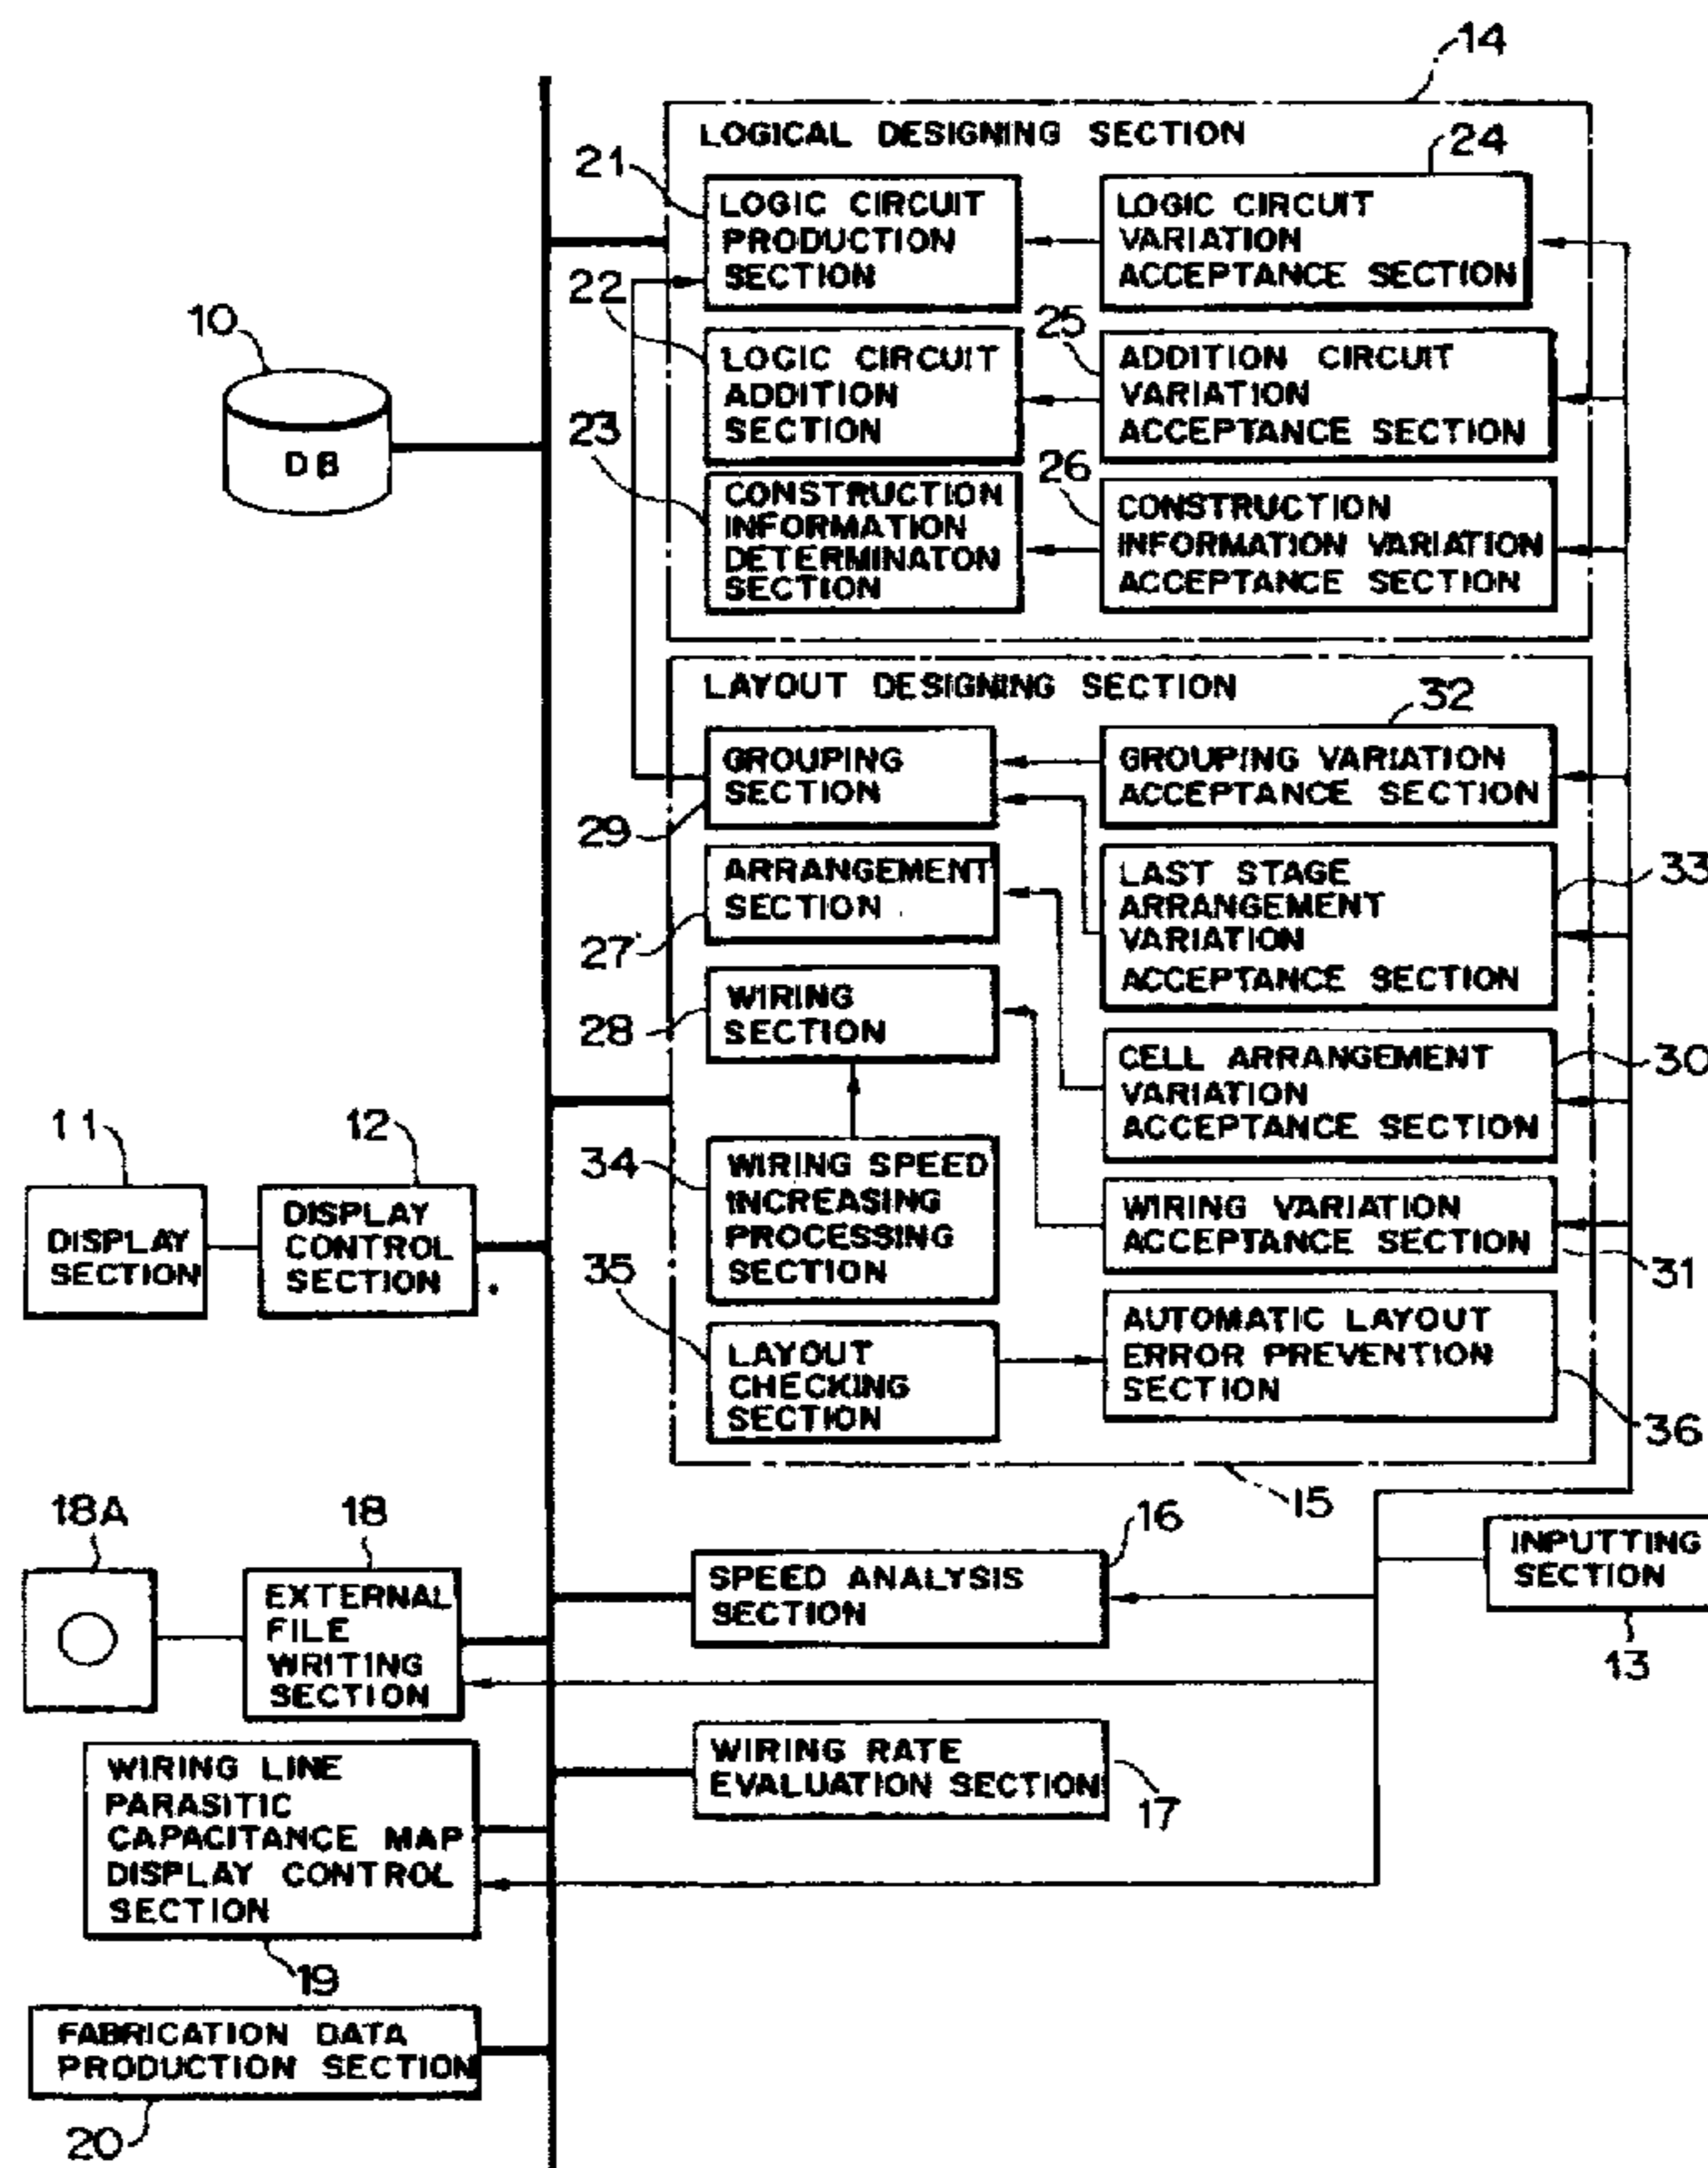 14
LOGICAL DESIGNING SECTION
21
24
LOGIC CIRCUIT
PRODUCTION
SECTION
LOGIC CIRCUIT
VARIATION
ACCEPTANCE SECTION
22
25
LOGIC CIRCUIT
ADDITION
SECTION
ADDITION CIRCUIT
VARIATION
ACCEPTANCE SECTION
10
DB
23
26
CONSTRUCTION
INFORMATION
DETERMINATON
SECTION
CONSTRUCTION
INFORMATION VARIATION
ACCEPTANCE SECTION
LAYOUT DESIGNING SECTION
32
GROUPING
SECTION
29
GROUPING VARIATION
ACCEPTANCE SECTION
ARRANGEMENT
SECTION
27
LAST STAGE
ARRANGEMENT
VARIATION
ACCEPTANCE SECTION
33
WIRING
SECTION
28
CELL ARRANGEMENT
VARIATION
ACCEPTANCE SECTION
30
11
12
DISPLAY
SECTION
DISPLAY
CONTROL
SECTION
34
WIRING SPEED
INCREASING
PROCESSING
SECTION
WIRING VARIATION
ACCEPTANCE SECTION
31
35
LAYOUT
CHECKING
SECTION
AUTOMATIC LAYOUT
ERROR PREVENTION
SECTION
36
15
18A
18
EXTERNAL
FILE
WRITING
SECTION
16
SPEED ANALYSIS
SECTION
INPUTTING
SECTION
13
WIRING LINE
PARASITIC
CAPACITANCE MAP
DISPLAY CONTROL
SECTION
19
WIRING RATE
EVALUATION SECTION
17
FABRICATION DATA
PRODUCTION SECTION
20